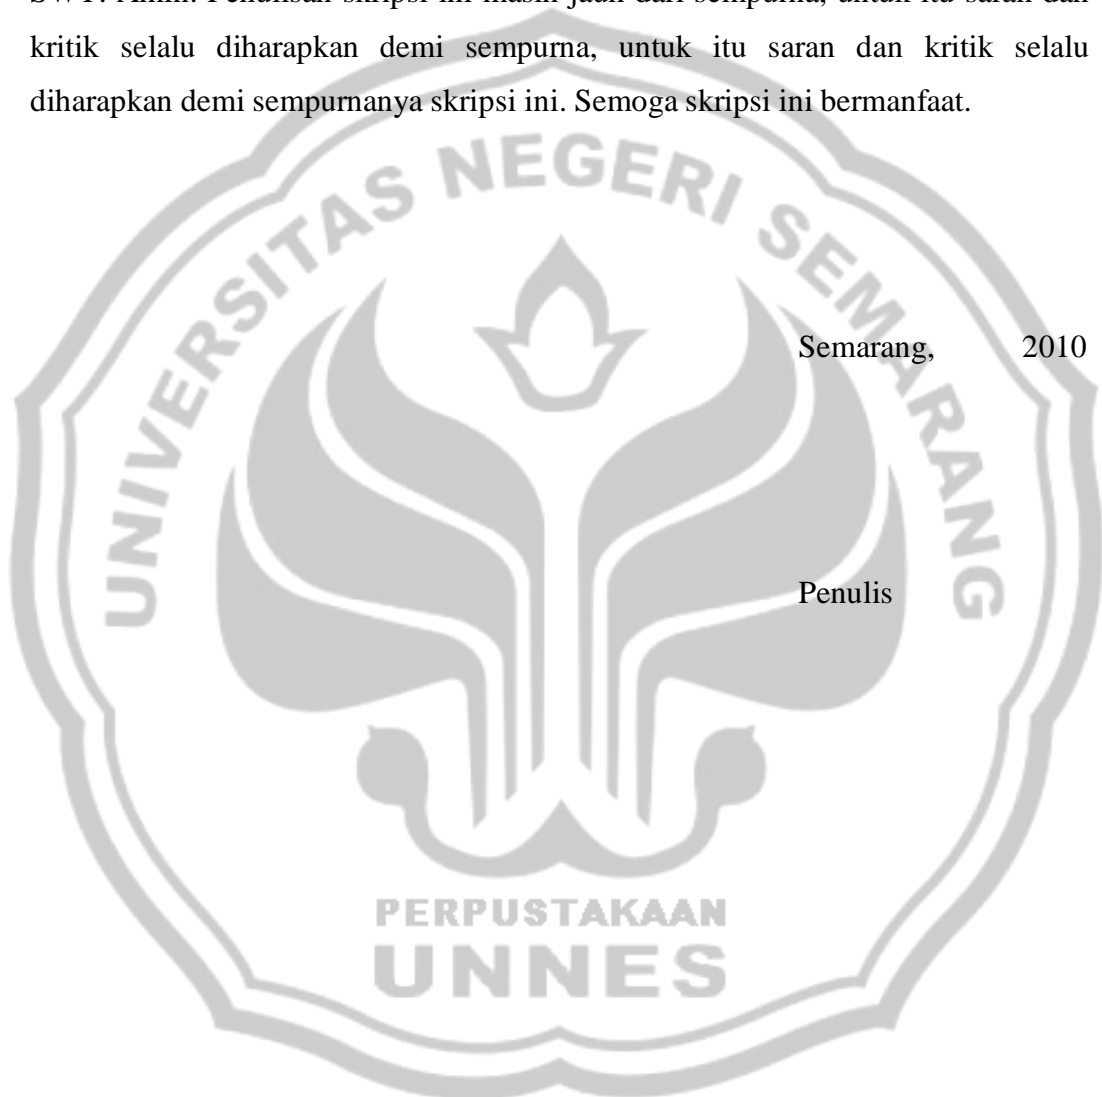 SWT. Amin. Penulisan skripsi ini masih jauh dari sempurna, untuk itu saran dan
kritik selalu diharapkan demi sempurna, untuk itu saran dan kritik selalu
diharapkan demi sempurnanya skripsi ini. Semoga skripsi ini bermanfaat.
UNIVERSITAS NEGERI SEMARANG
Semarang, 2010
Penulis
PERPUSTAKAAN
UNNES